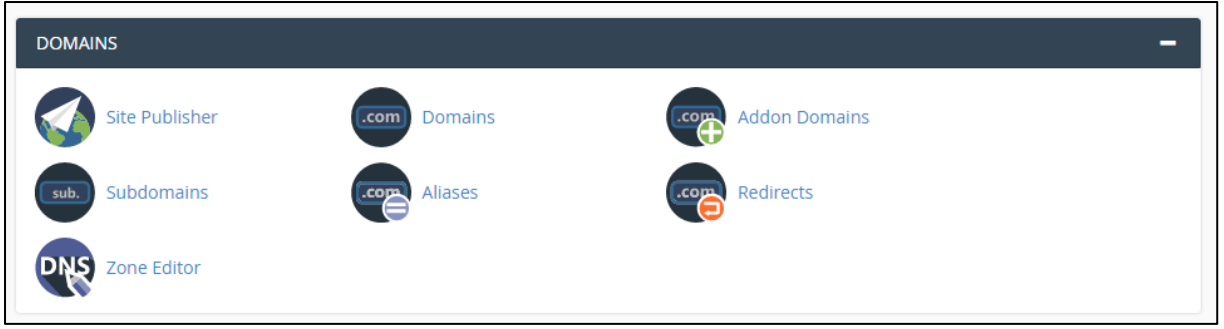 DOMAINS
Site Publisher
.com Domains
.com Addon Domains
sub. Subdomains
.com Aliases
.com Redirects
DNS Zone Editor